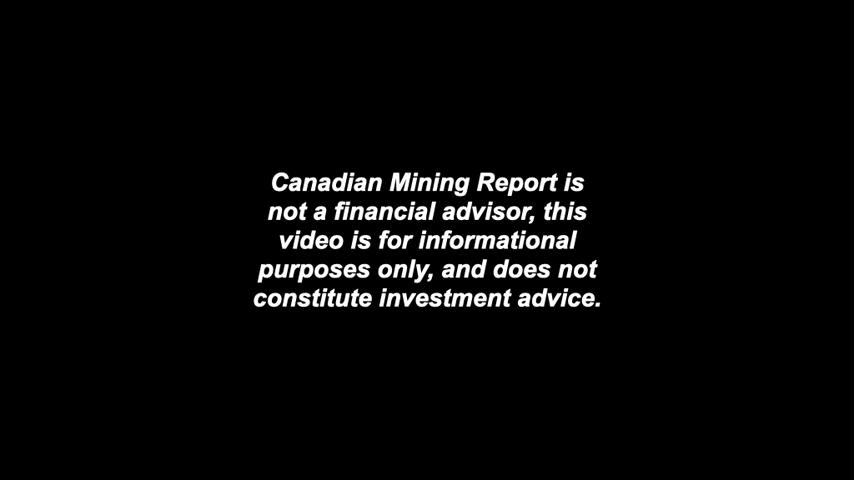 Canadian Mining Report is
not a financial advisor, this
video is for informational
purposes only, and does not
constitute investment advice.